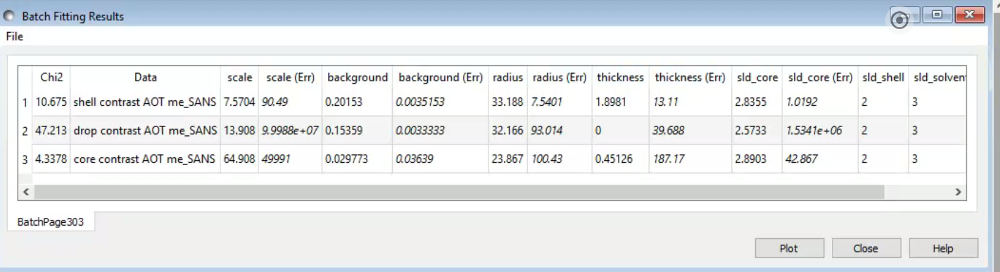 Batch Fitting Results
File
Chi2 Data scale scale (Err) background background (Err) radius radius (Err) thickness thickness (Err) sld_core sld_core (Err) sld_shell sld_solven
1 10.675 shell contrast AOT me_SANS 7.5704 90.49 0.20153 0.0035153 33.188 7.5401 1.8981 13.11 2.8355 1.0192 2 3
2 47.213 drop contrast AOT me_SANS 13.908 9.9988e+07 0.15359 0.0033333 32.166 93.014 0 39.688 2.5733 1.5341e+06 2 3
3 4.3378 core contrast AOT me_SANS 64.908 49991 0.029773 0.03639 23.867 100.43 0.45126 187.17 2.8903 42.867 2 3
BatchPage303
Plot Close Help